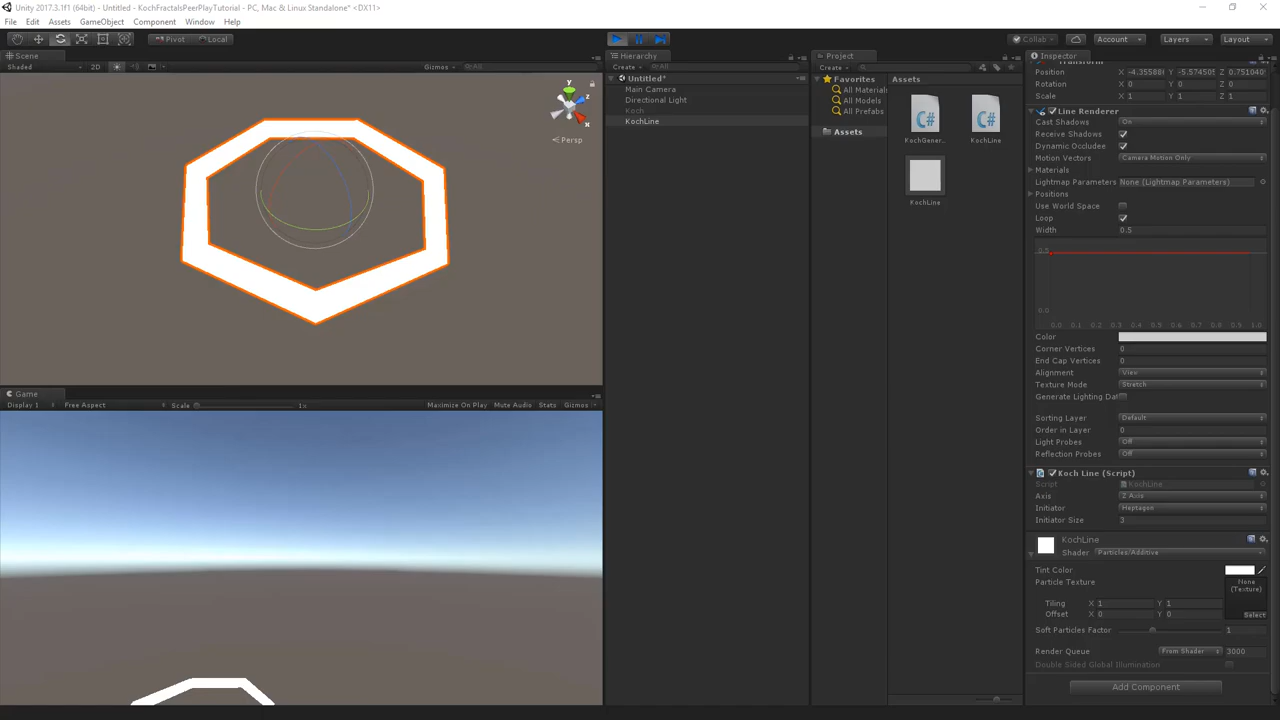 Unity 2017.3.1f1 (64bit) - Untitled - KochFractalsPeerPlayTutorial - PC, Mac & Linux Standalone* <DX11>
File Edit Assets GameObject Component Window Help
Pivot Local Collab Account Layers Layout
Scene
Shaded 2D Gizmos All
y
z
x
Persp
Game
Display 1 Free Aspect Scale 1x Maximize On Play Mute Audio Stats Gizmos
Hierarchy
Create All
Untitled*
Main Camera
Directional Light
Koch
KochLine
Project
Create
Favorites
All Materials
All Models
All Prefabs
Assets
Assets
KochGener...
KochLine
KochLine
Inspector
Transform
Position X -4.35588 Y -5.574505 Z 0.751040
Rotation X 0 Y 0 Z 0
Scale X 1 Y 1 Z 1
Line Renderer
Cast Shadows On
Receive Shadows
Dynamic Occludee
Motion Vectors Camera Motion Only
Materials
Lightmap Parameters None (Lightmap Parameters)
Positions
Use World Space
Loop
Width 0.5
0.5
0.0
0.0 0.1 0.2 0.3 0.4 0.5 0.6 0.7 0.8 0.9 1.0
Color
Corner Vertices 0
End Cap Vertices 0
Alignment View
Texture Mode Stretch
Generate Lighting Dat
Sorting Layer Default
Order in Layer 0
Light Probes Off
Reflection Probes Off
Koch Line (Script)
Script KochLine
Axis Z Axis
Initiator Heptagon
Initiator Size 3
KochLine
Shader Particles/Additive
Tint Color
Particle Texture None (Texture)
Tiling X 1 Y 1
Offset X 0 Y 0
Select
Soft Particles Factor 1
Render Queue From Shader 3000
Double Sided Global Illumination
Add Component